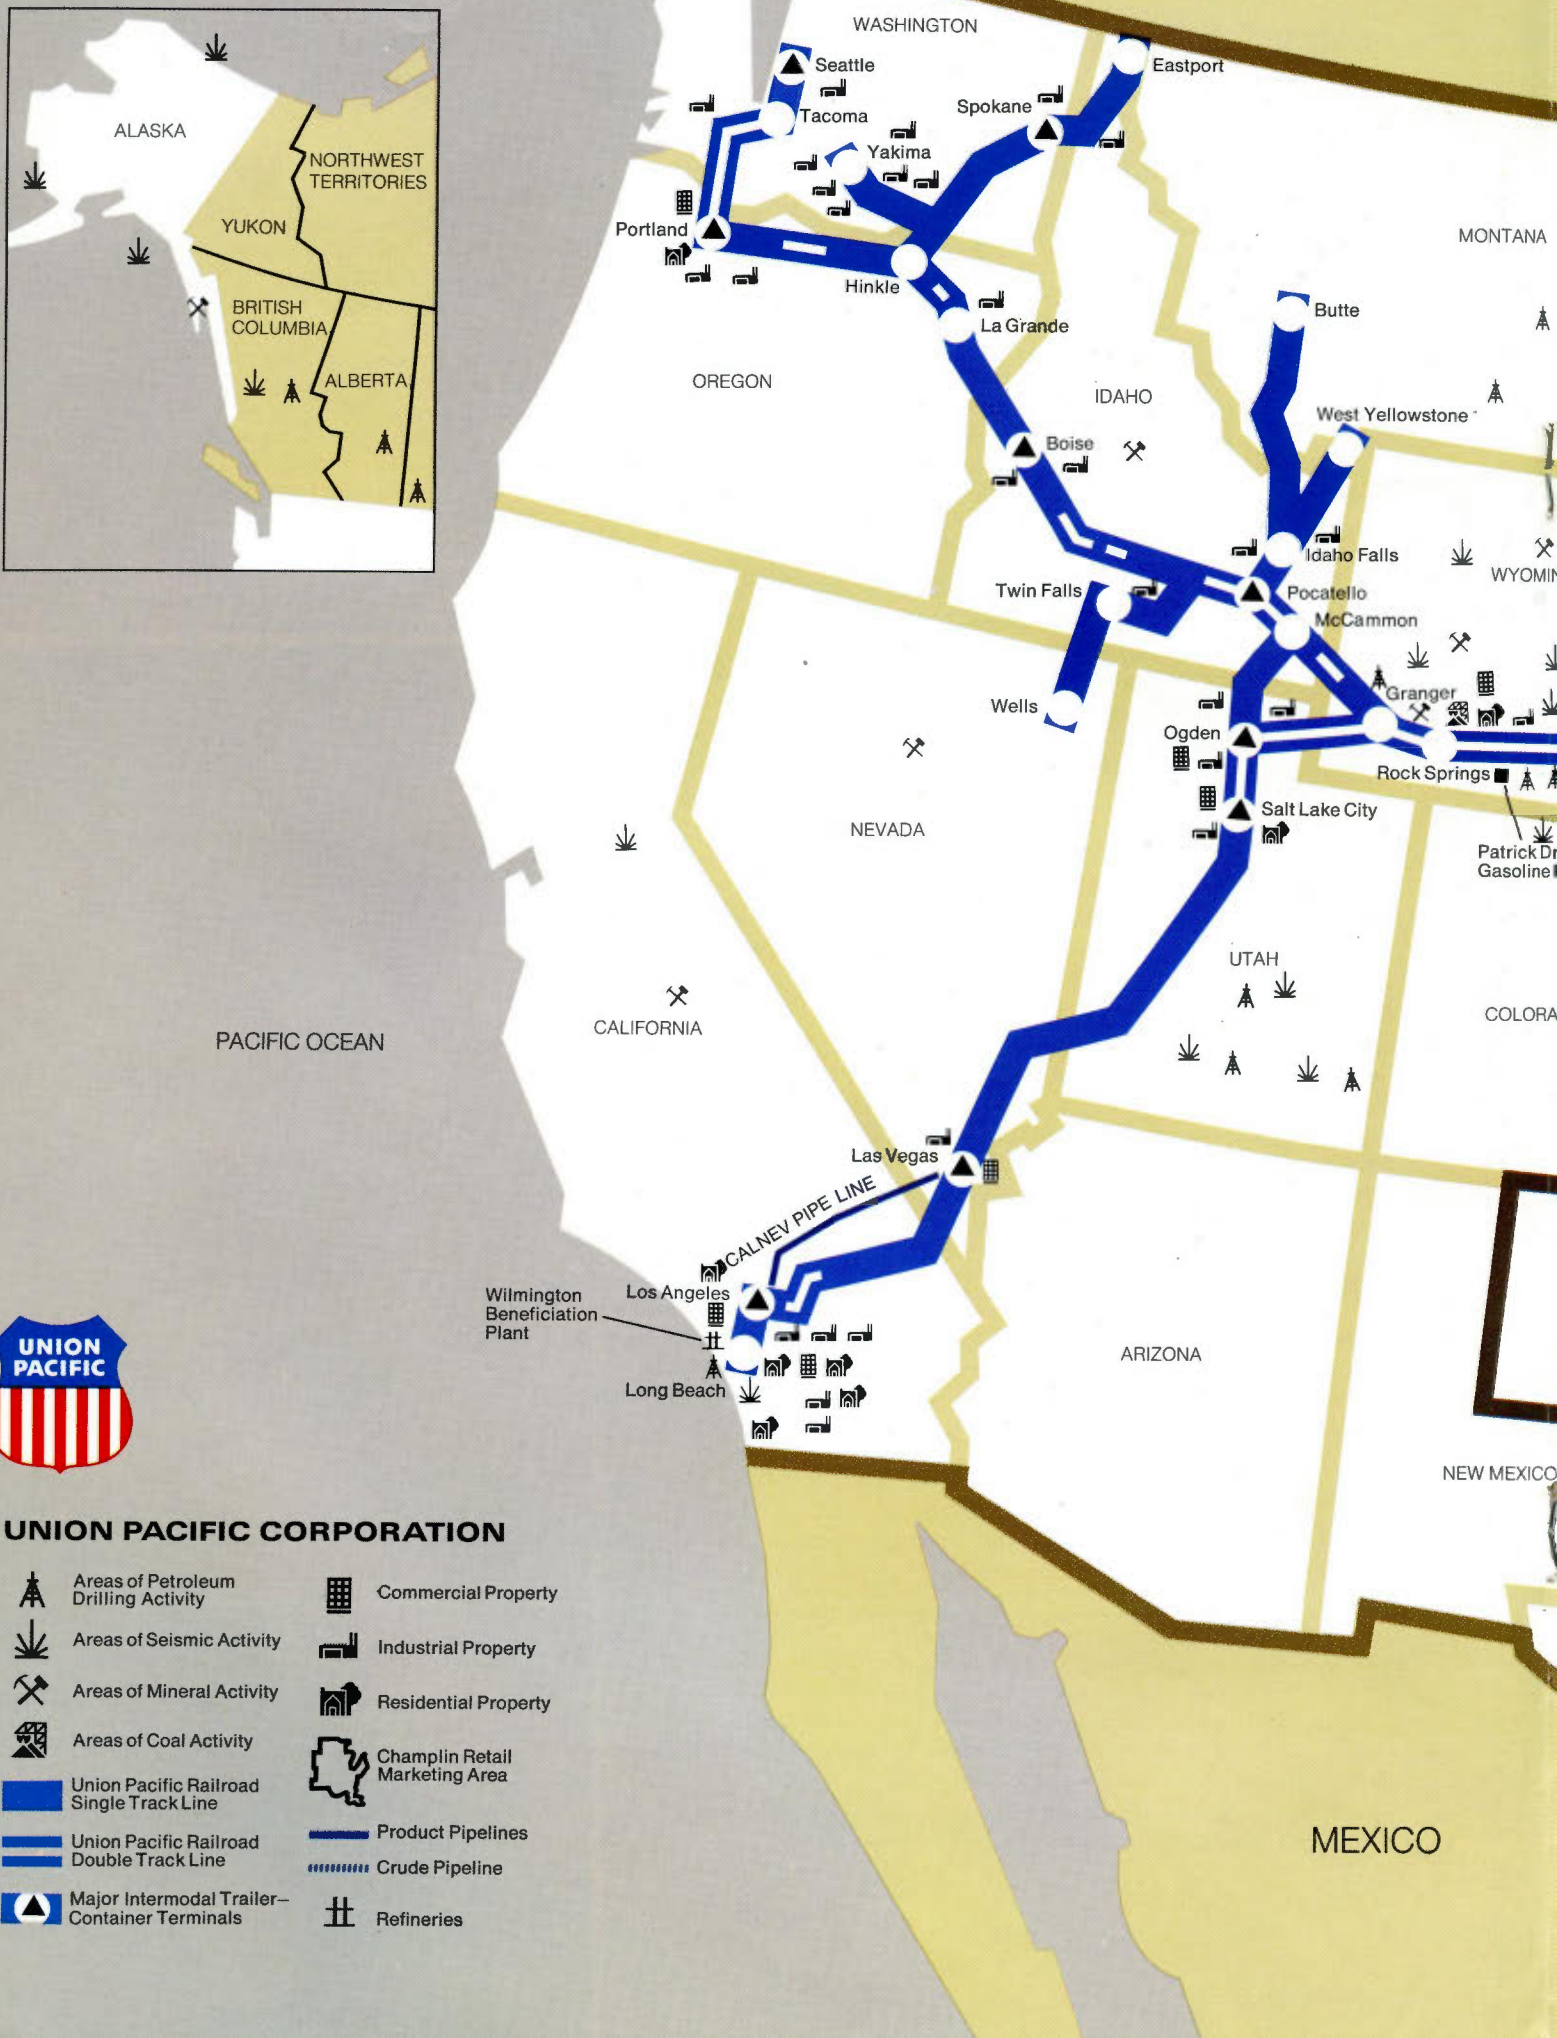 ALASKA
NORTHWEST
TERRITORIES
YUKON
BRITISH
COLUMBIA
ALBERTA
WASHINGTON
Seattle
Eastport
Spokane
Tacoma
Yakima
Portland
MONTANA
Hinkle
Butte
La Grande
OREGON
IDAHO
West Yellowstone
Boise
Idaho Falls
WYOMIN
Twin Falls
Pocatello
McCammon
Granger
Wells
Ogden
Rock Springs
Salt Lake City
NEVADA
Patrick Dr
Gasoline
UTAH
COLORA
CALIFORNIA
PACIFIC OCEAN
Las Vegas
CALNEV PIPE LINE
Los Angeles
Wilmington
Beneficiation
Plant
Long Beach
ARIZONA
NEW MEXICO
UNION
PACIFIC
UNION PACIFIC CORPORATION
Areas of Petroleum
Drilling Activity
Areas of Seismic Activity
Areas of Mineral Activity
Areas of Coal Activity
Union Pacific Railroad
Single Track Line
Union Pacific Railroad
Double Track Line
Major Intermodal Trailer–
Container Terminals
Commercial Property
Industrial Property
Residential Property
Champlin Retail
Marketing Area
Product Pipelines
Crude Pipeline
Refineries
MEXICO